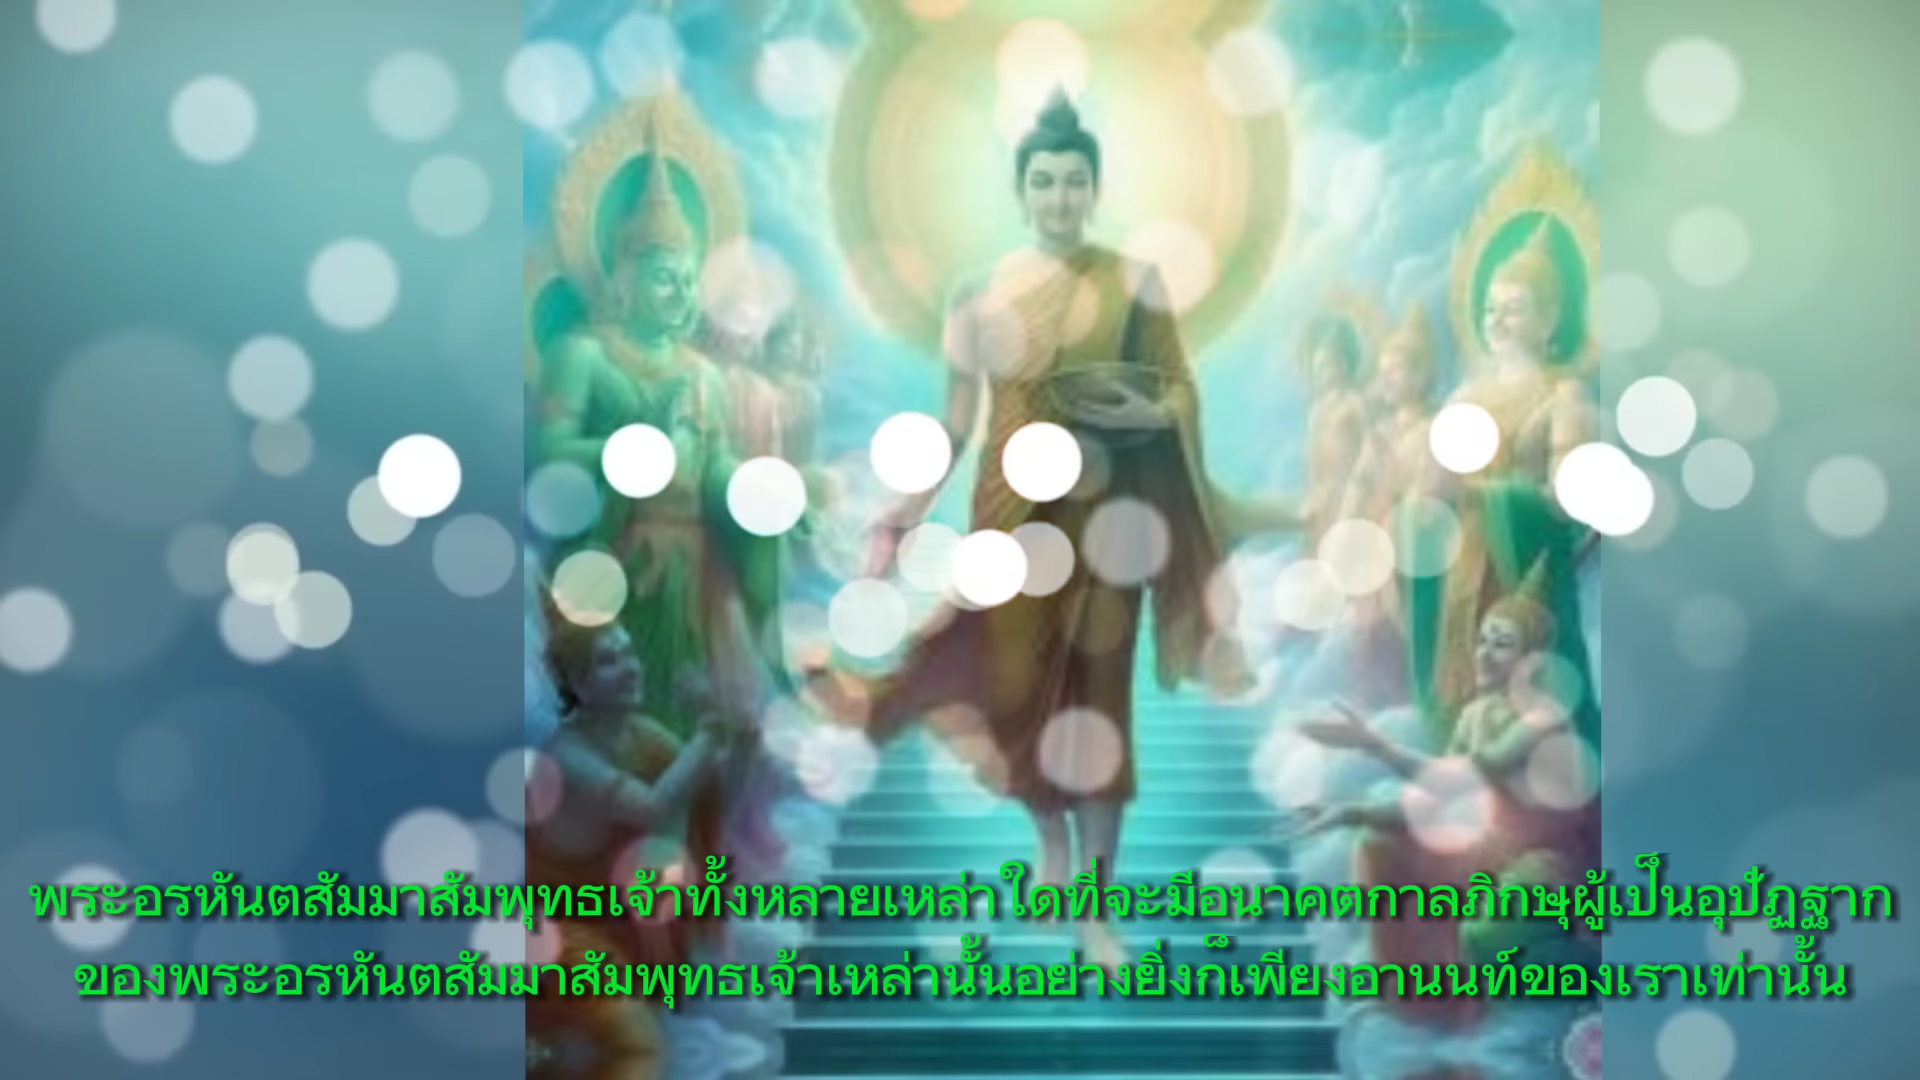 พระอรหันตสัมมาสัมพุทธเจ้าทั้งหลายเหล่าใดที่จะมีอนาคตกาลภิกษุผู้เป็นอุปัฏฐาก
ของพระอรหันตสัมมาสัมพุทธเจ้าเหล่านั้นอย่างยิ่งก็เพียงอานนท์ของเราเท่านั้น